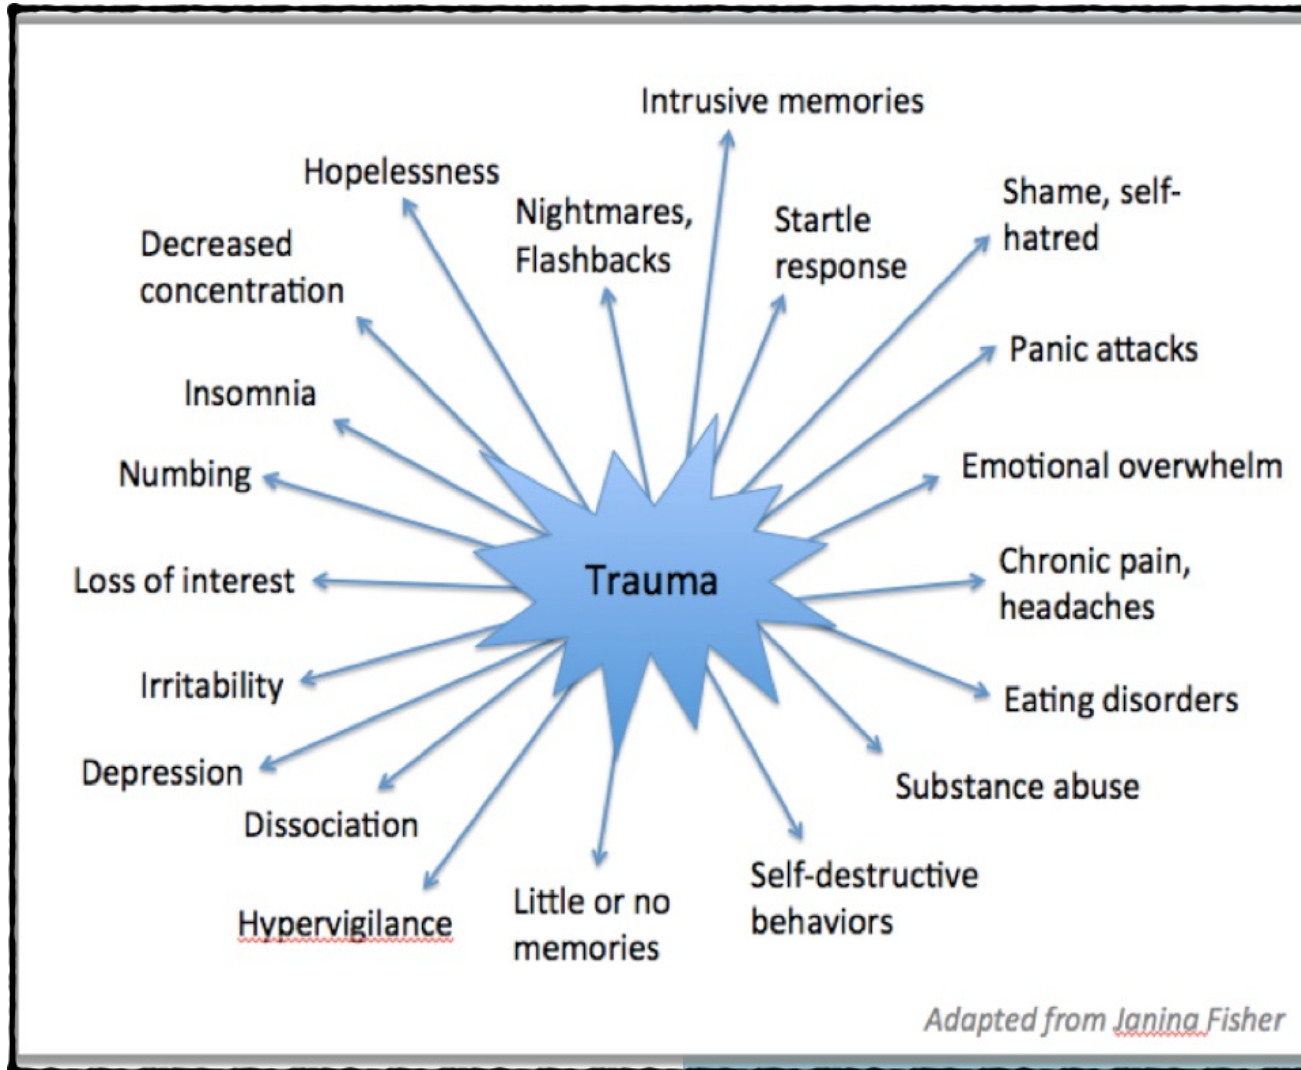 Intrusive memories
Hopelessness
Nightmares,
Flashbacks
Startle
response
Shame, self-
hatred
Decreased
concentration
Panic attacks
Insomnia
Emotional overwhelm
Numbing
Chronic pain,
headaches
Loss of interest
Trauma
Irritability
Eating disorders
Depression
Substance abuse
Dissociation
Self-destructive
behaviors
Hypervigilance
Little or no
memories
Adapted from Janina Fisher